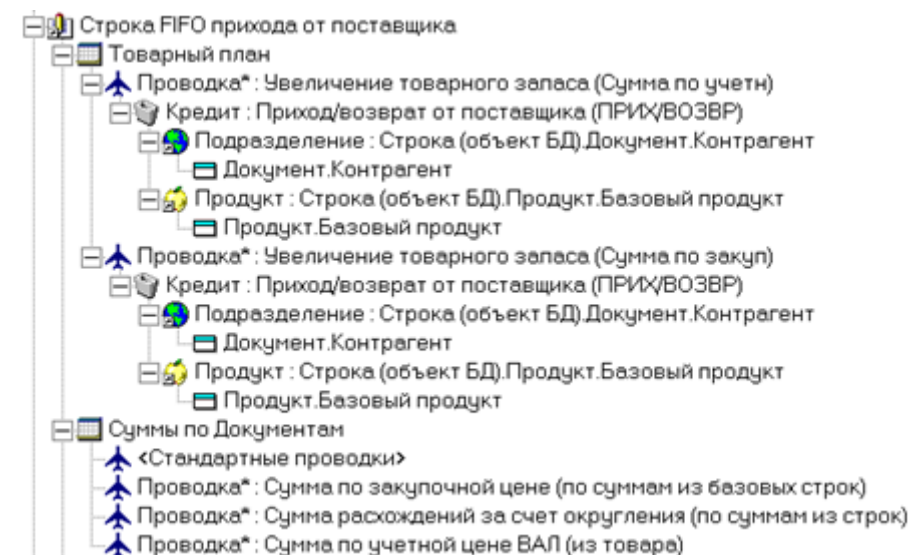 Строка FIFO прихода от поставщика
Товарный план
Проводка* : Увеличение товарного запаса (Сумма по учетн)
Кредит : Приход/возврат от поставщика (ПРИХ/ВОЗВР)
Подразделение : Строка (объект БД).Документ.Контрагент
Документ.Контрагент
Продукт : Строка (объект БД).Продукт.Базовый продукт
Продукт.Базовый продукт
Проводка* : Увеличение товарного запаса (Сумма по закуп)
Кредит : Приход/возврат от поставщика (ПРИХ/ВОЗВР)
Подразделение : Строка (объект БД).Документ.Контрагент
Документ.Контрагент
Продукт : Строка (объект БД).Продукт.Базовый продукт
Продукт.Базовый продукт
Суммы по Документам
<Стандартные проводки>
Проводка* : Сумма по закупочной цене (по суммам из базовых строк)
Проводка* : Сумма расхождений за счет округления (по суммам из строк)
Проводка* : Сумма по учетной цене ВАЛ (из товара)